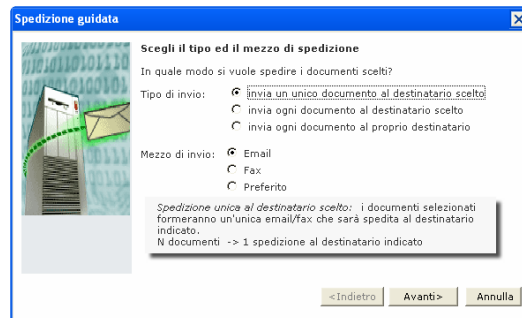 Spedizione guidata
Scegli il tipo ed il mezzo di spedizione
In quale modo si vuole spedire i documenti scelti?
Tipo di invio: invia un unico documento al destinatario scelto
invia ogni documento al destinatario scelto
invia ogni documento al proprio destinatario
Mezzo di invio: Email
Fax
Preferito
Spedizione unica al destinatario scelto: i documenti selezionati
formeranno un'unica email/fax che sarà spedita al destinatario
indicato.
N documenti -> 1 spedizione al destinatario indicato
<Indietro Avanti> Annulla